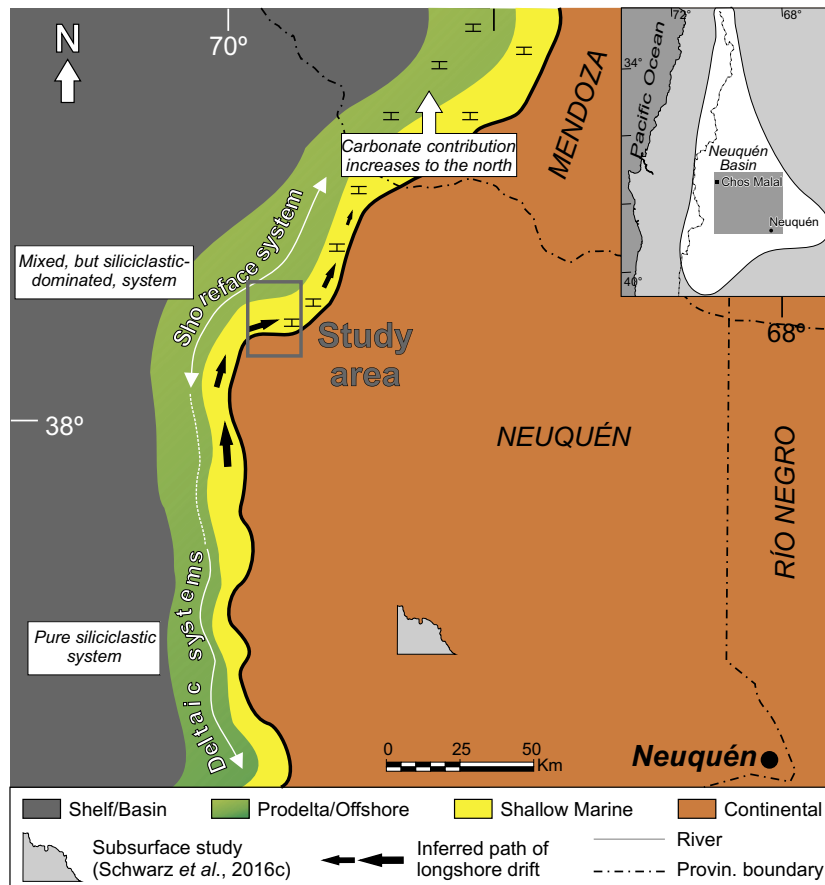 N
70º
72º
68º
34º
Pacific Ocean
Neuquén
Basin
Chos Malal
Neuquén
40º
MENDOZA
Carbonate contribution
increases to the north
Mixed, but siliciclastic-
dominated, system
Shoreface system
Study
area
68º
38º
NEUQUÉN
RÍO NEGRO
Deltaic systems
Pure siliciclastic
system
0 25 50
Km
Neuquén
Shelf/Basin
Prodelta/Offshore
Shallow Marine
Continental
Subsurface study
(Schwarz et al., 2016c)
Inferred path of
longshore drift
River
Provin. boundary